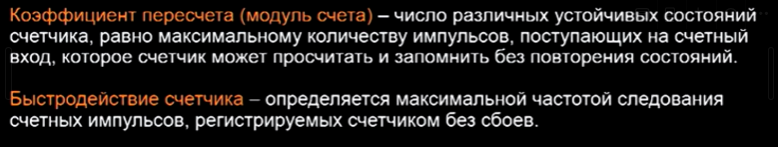 Коэффициент пересчета (модуль счета) – число различных устойчивых состояний
счетчика, равно максимальному количеству импульсов, поступающих на счетный
вход, которое счетчик может просчитать и запомнить без повторения состояний.
Быстродействие счетчика – определяется максимальной частотой следования
счетных импульсов, регистрируемых счетчиком без сбоев.